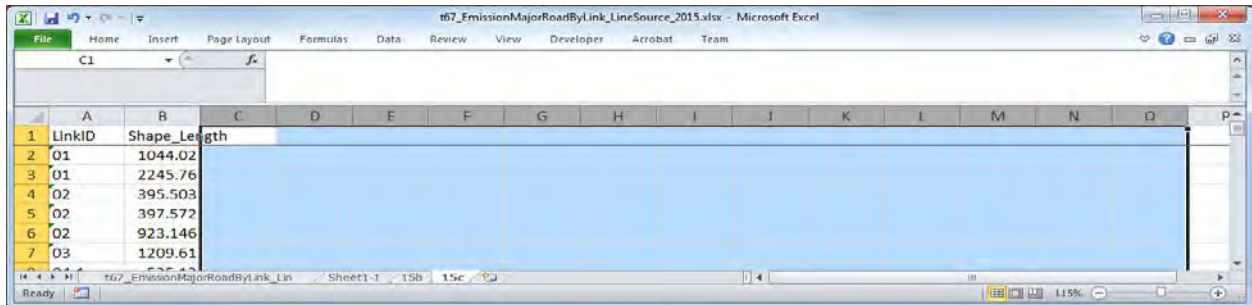 t67_EmissionMajorRoadByLink_LineSource_2015.xlsx - Microsoft Excel
File Home Insert Page Layout Formulas Data Review View Developer Acrobat Team
C1 fx
A B C D E F G H I J K L M N O P
1 LInkID Shape_Length
2 01 1044.02
3 01 2245.76
4 02 395.503
5 02 397.572
6 02 923.146
7 03 1209.61
t67_EmissionMajorRoadByLink_Lin Sheet1-1 15b 15c
Ready 115%